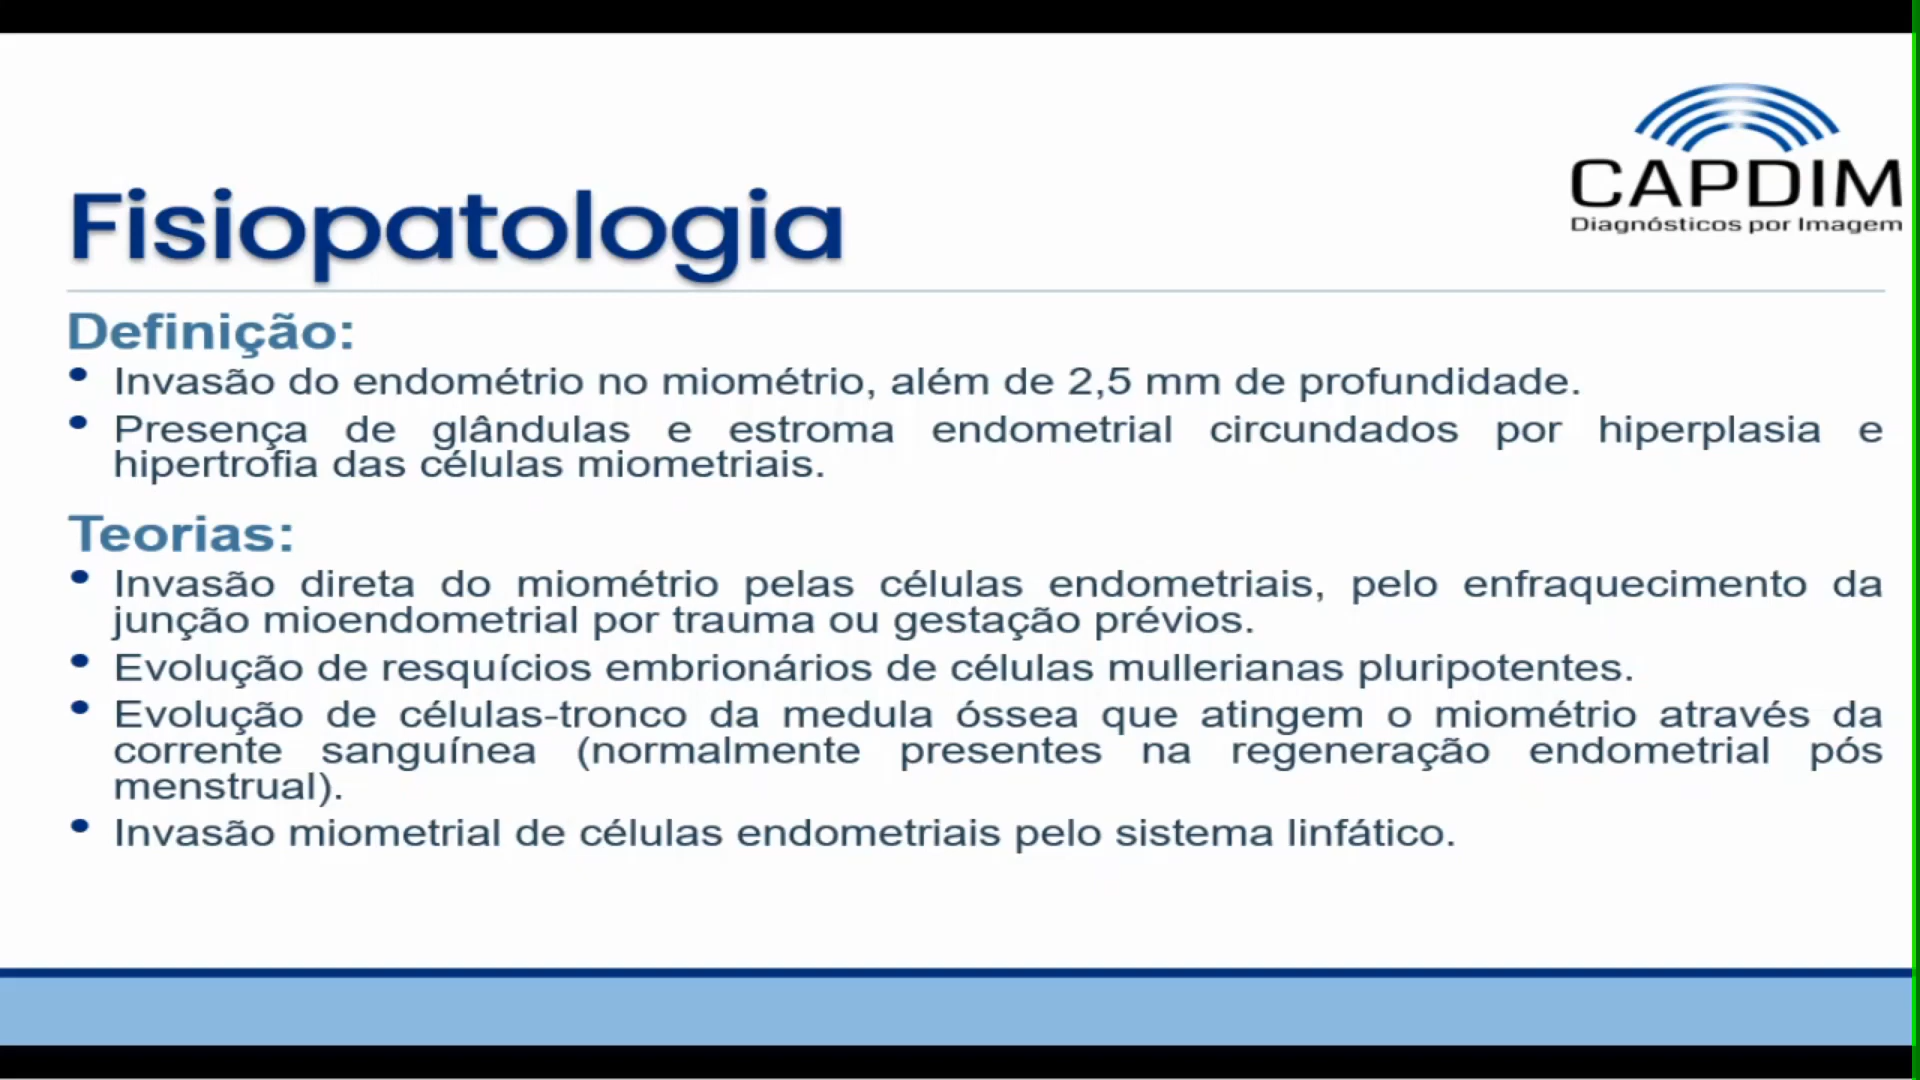 CAPDIM
Diagnósticos por Imagem
Fisiopatologia
Definição:
• Invasão do endométrio no miométrio, além de 2,5 mm de profundidade.
• Presença de glândulas e estroma endometrial circundados por hiperplasia e
hipertrofia das células miometriais.
Teorias:
• Invasão direta do miométrio pelas células endometriais, pelo enfraquecimento da
junção mioendometrial por trauma ou gestação prévios.
• Evolução de resquícios embrionários de células mullerianas pluripotentes.
• Evolução de células-tronco da medula óssea que atingem o miométrio através da
corrente sanguínea (normalmente presentes na regeneração endometrial pós
menstrual).
• Invasão miometrial de células endometriais pelo sistema linfático.